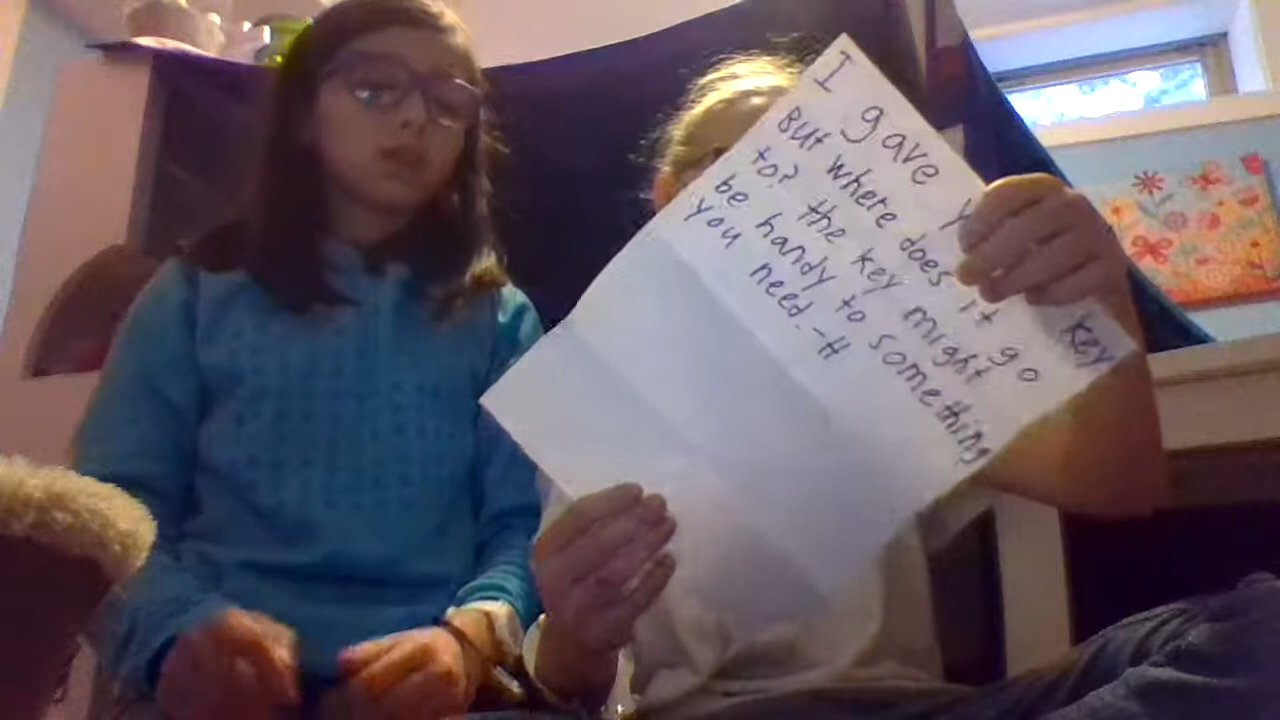 I gave key
But where does it go
to? the key might
be handy to something
you need. -H